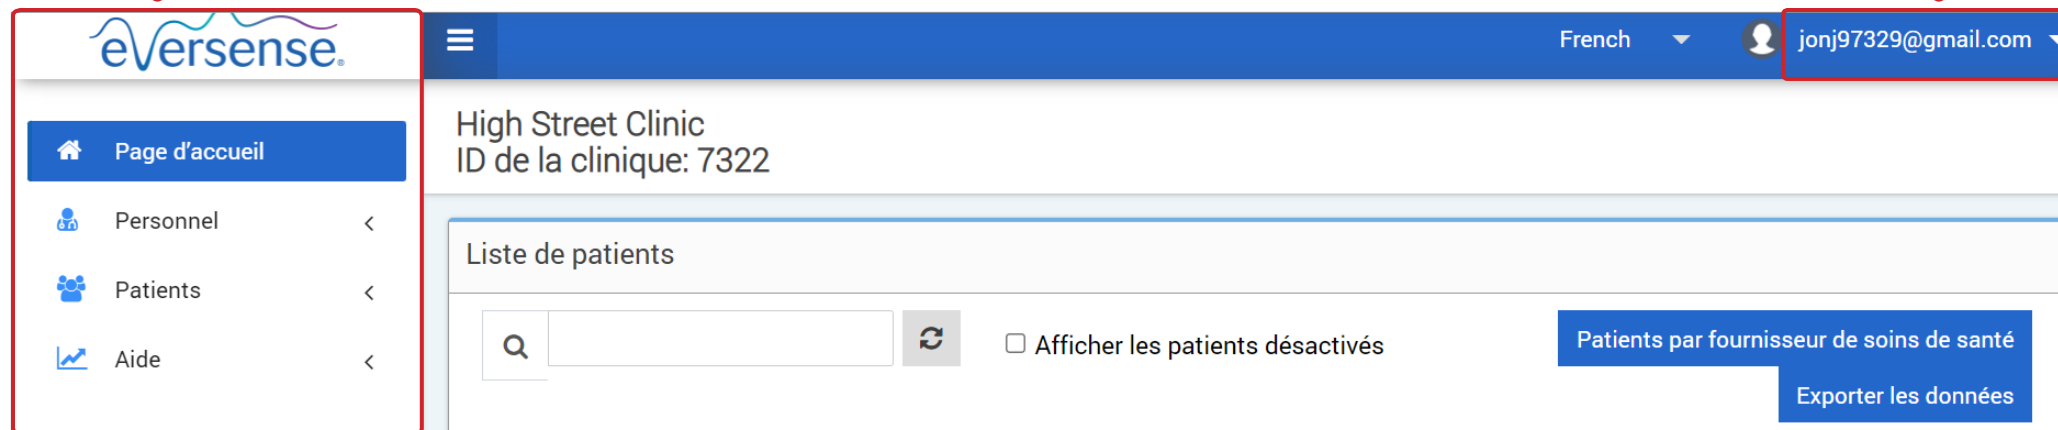 eversense®
French
jonj97329@gmail.com
High Street Clinic
ID de la clinique: 7322
Page d’accueil
Personnel
Patients
Aide
Liste de patients
Afficher les patients désactivés
Patients par fournisseur de soins de santé
Exporter les données